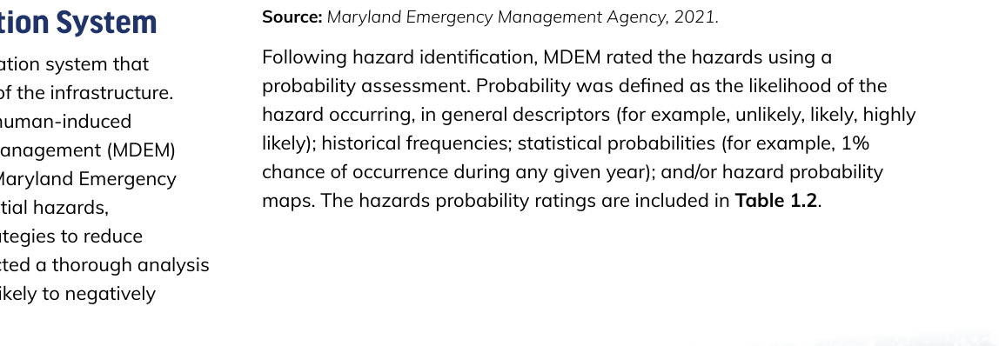 tion System
ation system that
of the infrastructure.
human-induced
anagement (MDEM)
Maryland Emergency
tial hazards,
ategies to reduce
cted a thorough analysis
ikely to negatively
Source: Maryland Emergency Management Agency, 2021.
Following hazard identification, MDEM rated the hazards using a
probability assessment. Probability was defined as the likelihood of the
hazard occurring, in general descriptors (for example, unlikely, likely, highly
likely); historical frequencies; statistical probabilities (for example, 1%
chance of occurrence during any given year); and/or hazard probability
maps. The hazards probability ratings are included in Table 1.2.